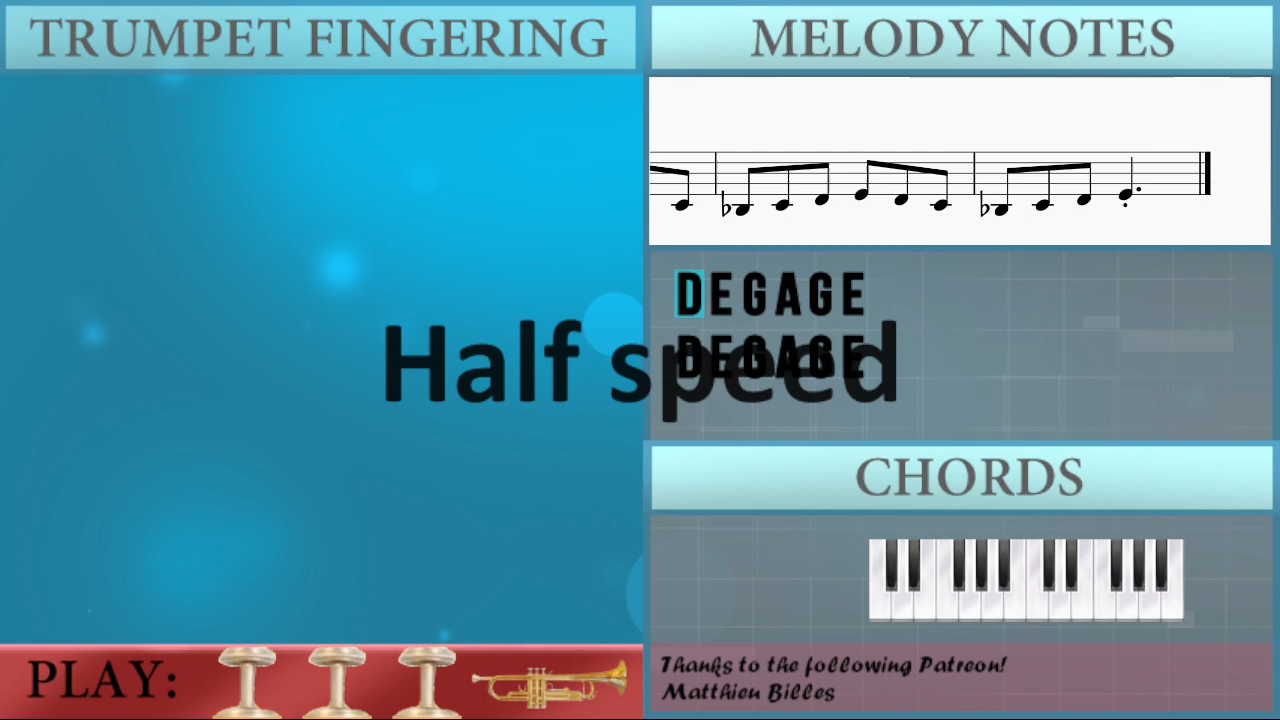 TRUMPET FINGERING
MELODY NOTES
DEGAGE
DEGAGE
Half speed
CHORDS
PLAY:
Thanks to the following Patreon!
Matthieu Billes